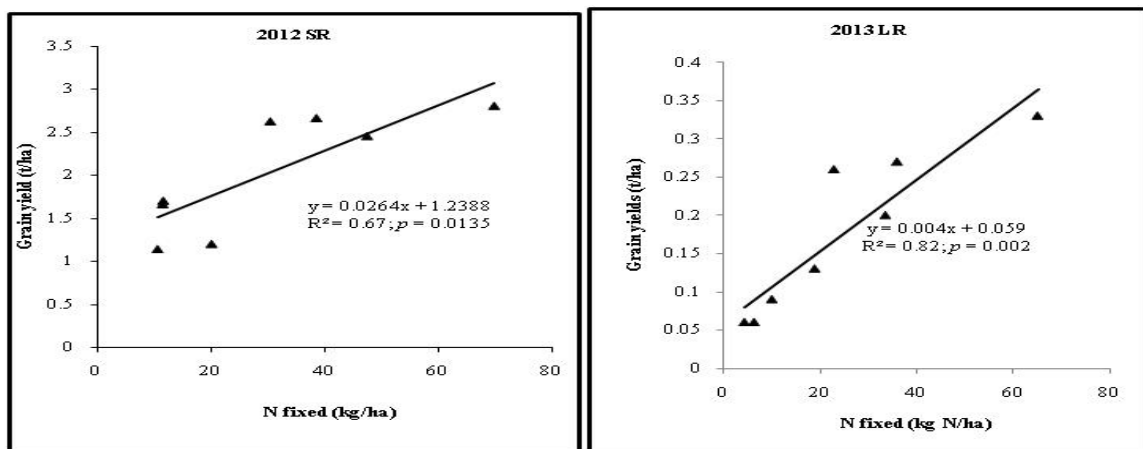 2012 SR
3.5
3
2.5
2
1.5
1
0.5
0
Grain yield (t/ha)
y = 0.0264x + 1.2388
R² = 0.67; p = 0.0135
0 20 40 60 80
N fixed (kg/ha)
2013 LR
0.4
0.35
0.3
0.25
0.2
0.15
0.1
0.05
0
Grain yields (t/ha)
y = 0.004x + 0.059
R² = 0.82; p = 0.002
0 20 40 60 80
N fixed (kg N/ha)